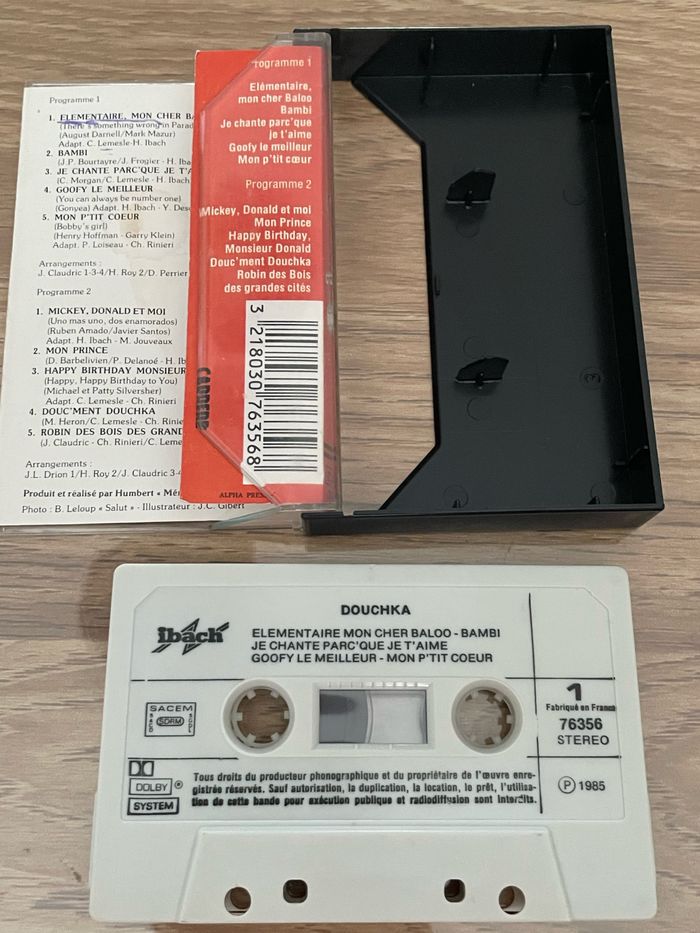 Programme 1
1. ELEMENTAIRE, MON CHER BA
(There's something wrong in Parad
(August Darnell/Mark Mazur)
Adapt. C. Lemesle-H. Ibach
2. BAMBI
(J.P. Bourtayre/J. Frogier - H. Iba
3. JE CHANTE PARC'QUE JE T'A
(C. Morgan/C. Lemesle - H. Ibach
4. GOOFY LE MEILLEUR
(You can always be number one)
(Gonyea) Adapt. H. Ibach - Y. Des
5. MON P'TIT COEUR
(Bobby's girl)
(Henry Hoffman - Garry Klein)
Adapt. P. Loiseau - Ch. Rinieri
Arrangements :
J. Claudric 1-3-4/H. Roy 2/D. Perrier
Programme 2
1. MICKEY, DONALD ET MOI
(Uno mas uno, dos enamorados)
(Ruben Amado/Javier Santos)
Adapt. H. Ibach - M. Jouveaux
2. MON PRINCE
(D. Barbelivien/P. Delanoé - H. Ib
3. HAPPY BIRTHDAY MONSIEUR
(Happy, Happy Birthday to You)
(Michael et Patty Silversher)
Adapt. C. Lemesle - Ch. Rinieri
4. DOUC'MENT DOUCHKA
(M. Heron/C. Lemesle - Ch. Rinieri
5. ROBIN DES BOIS DES GRAND
(J. Claudric - Ch. Rinieri/C. Leme
Arrangements :
J.L. Drion 1/H. Roy 2/J. Claudric 3-4
Produit et réalisé par Humbert « Mé
Photo : B. Leloup « Salut » - Illustrateur : J.C. Gibert
Programme 1
Elémentaire,
mon cher Baloo
Bambi
Je chante parc'que
je t'aime
Goofy le meilleur
Mon p'tit cœur
Programme 2
Mickey, Donald et moi
Mon Prince
Happy Birthday,
Monsieur Donald
Douc'ment Douchka
Robin des Bois
des grandes cités
3 218030 763568
CARRERE
ALPHA PRE
DOUCHKA
ibach
ELEMENTAIRE MON CHER BALOO - BAMBI
JE CHANTE PARC'QUE JE T'AIME
GOOFY LE MEILLEUR - MON P'TIT COEUR
1
Fabriqué en France
76356
STEREO
SACEM
SACD SDRM SGDL
DOLBY ®
SYSTEM
Tous droits du producteur phonographique et du propriétaire de l'œuvre enre-
gistrée réservés. Sauf autorisation, la duplication, la location, le prêt, l'utilisa-
tion de cette bande pour exécution publique et radiodiffusion sont interdits.
Ⓟ 1985